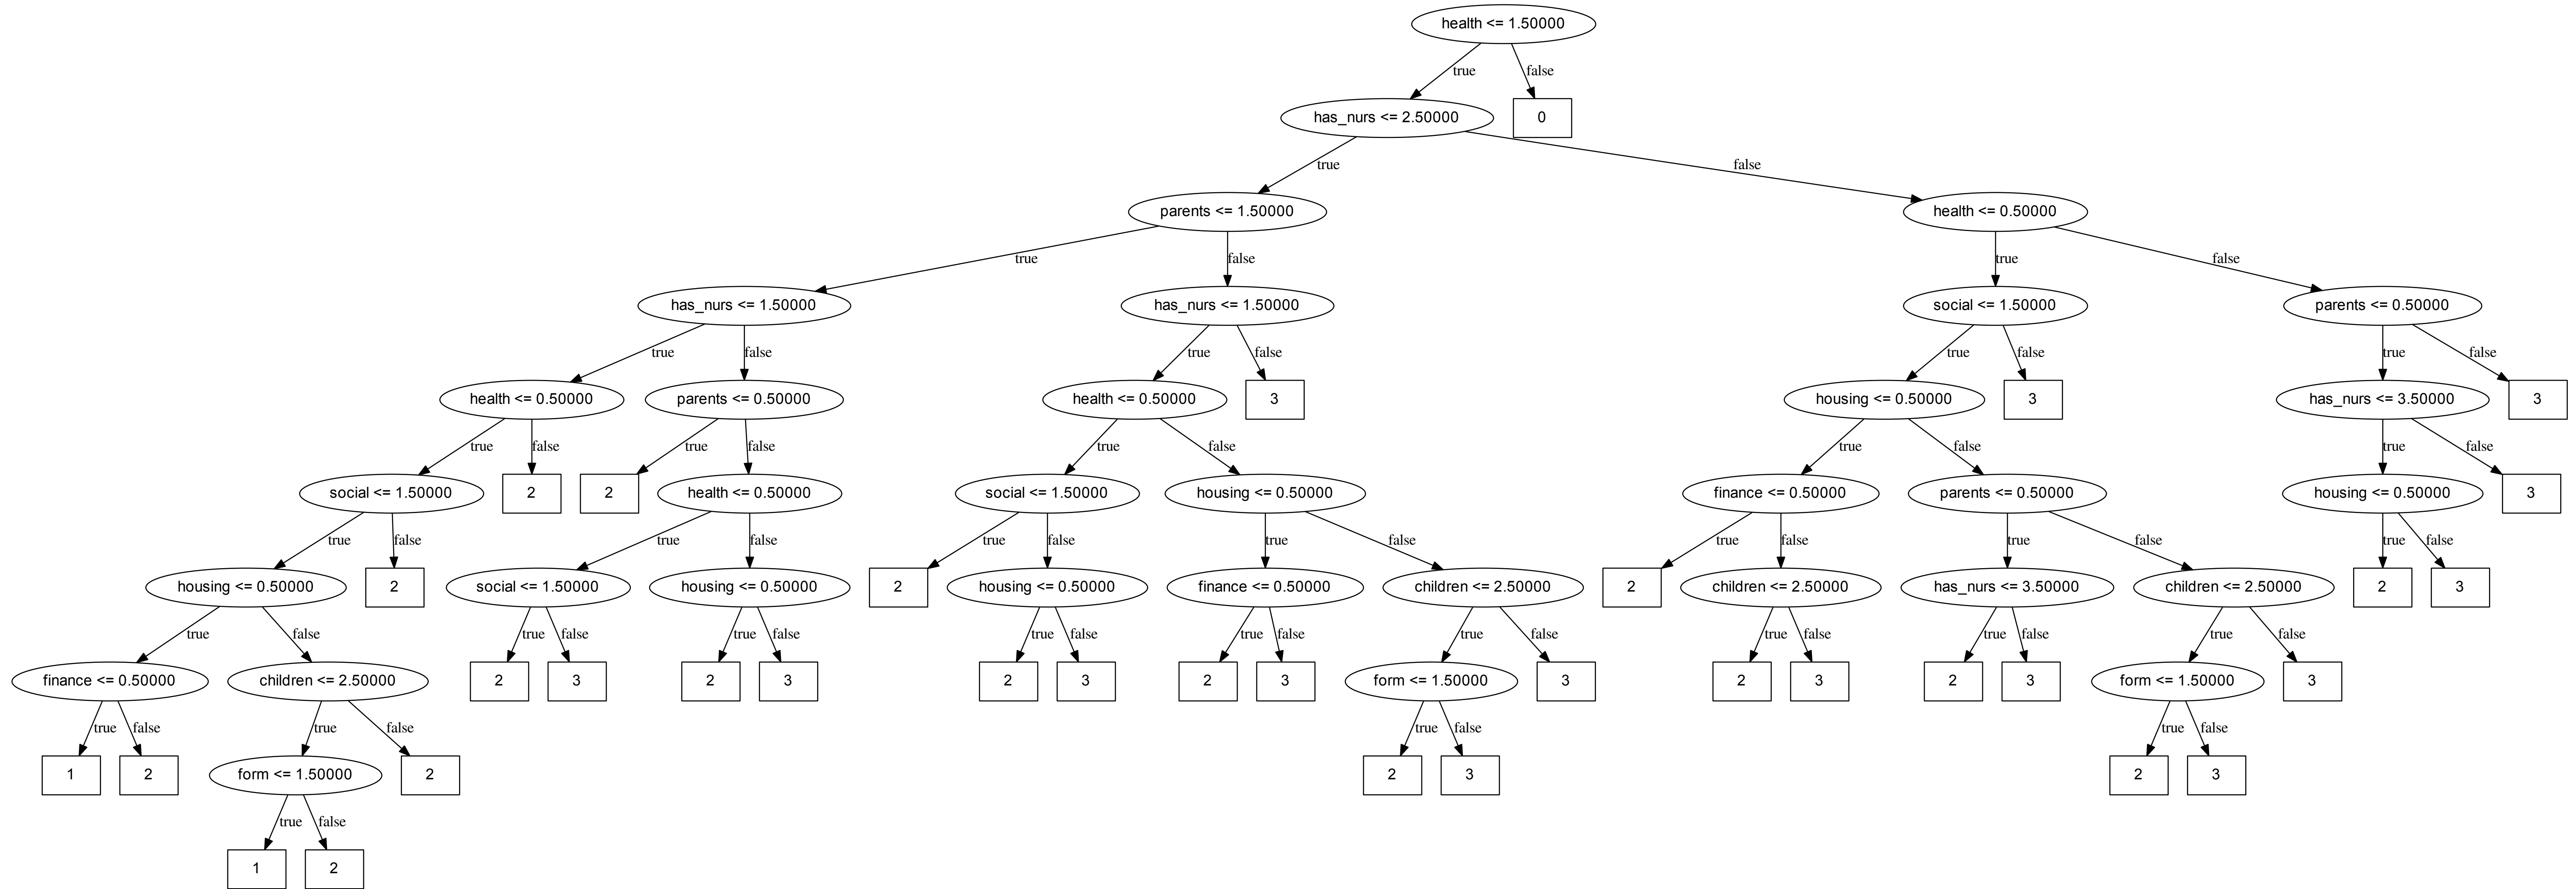 health <= 1.50000
true
false
has_nurs <= 2.50000
0
true
false
parents <= 1.50000
health <= 0.50000
true
false
true
false
has_nurs <= 1.50000
has_nurs <= 1.50000
social <= 1.50000
parents <= 0.50000
true
false
true
false
true
false
true
false
health <= 0.50000
parents <= 0.50000
health <= 0.50000
3
housing <= 0.50000
3
has_nurs <= 3.50000
3
true
false
true
false
true
false
true
false
true
false
social <= 1.50000
2
2
health <= 0.50000
social <= 1.50000
housing <= 0.50000
finance <= 0.50000
parents <= 0.50000
housing <= 0.50000
3
true
false
true
false
true
false
true
false
true
false
true
false
true
false
housing <= 0.50000
2
social <= 1.50000
housing <= 0.50000
2
housing <= 0.50000
finance <= 0.50000
children <= 2.50000
2
children <= 2.50000
has_nurs <= 3.50000
children <= 2.50000
2
3
true
false
true
false
true
false
true
false
true
false
true
false
true
false
true
false
true
false
finance <= 0.50000
children <= 2.50000
2
3
2
3
2
3
2
3
form <= 1.50000
3
2
3
2
3
form <= 1.50000
3
true
false
true
false
true
false
true
false
1
2
form <= 1.50000
2
2
3
2
3
true
false
1
2